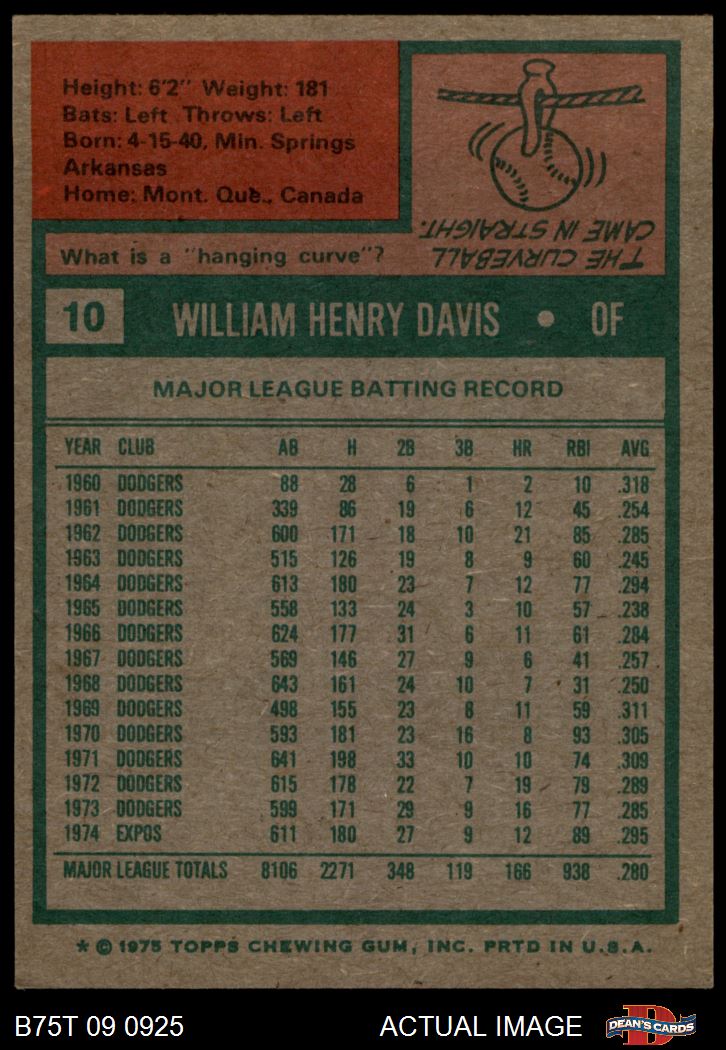 Height: 6'2" Weight: 181
Bats: Left Throws: Left
Born: 4-15-40, Min. Springs
Arkansas
Home: Mont. Que., Canada
What is a "hanging curve"?
THE CURVEBALL
CAME IN STRAIGHT.
10 WILLIAM HENRY DAVIS • OF
MAJOR LEAGUE BATTING RECORD
YEAR CLUB AB H 2B 3B HR RBI AVG
1960 DODGERS 88 28 6 1 2 10 .318
1961 DODGERS 339 86 19 6 12 45 .254
1962 DODGERS 600 171 18 10 21 85 .285
1963 DODGERS 515 126 19 8 9 60 .245
1964 DODGERS 613 180 23 7 12 77 .294
1965 DODGERS 558 133 24 3 10 57 .238
1966 DODGERS 624 177 31 6 11 61 .284
1967 DODGERS 569 146 27 9 6 41 .257
1968 DODGERS 643 161 24 10 7 31 .250
1969 DODGERS 498 155 23 8 11 59 .311
1970 DODGERS 593 181 23 16 8 93 .305
1971 DODGERS 641 198 33 10 10 74 .309
1972 DODGERS 615 178 22 7 19 79 .289
1973 DODGERS 599 171 29 9 16 77 .285
1974 EXPOS 611 180 27 9 12 89 .295
MAJOR LEAGUE TOTALS 8106 2271 348 119 166 938 .280
* © 1975 TOPPS CHEWING GUM, INC. PRTD IN U.S.A.
B75T 09 0925 ACTUAL IMAGE
D
DEAN'S CARDS